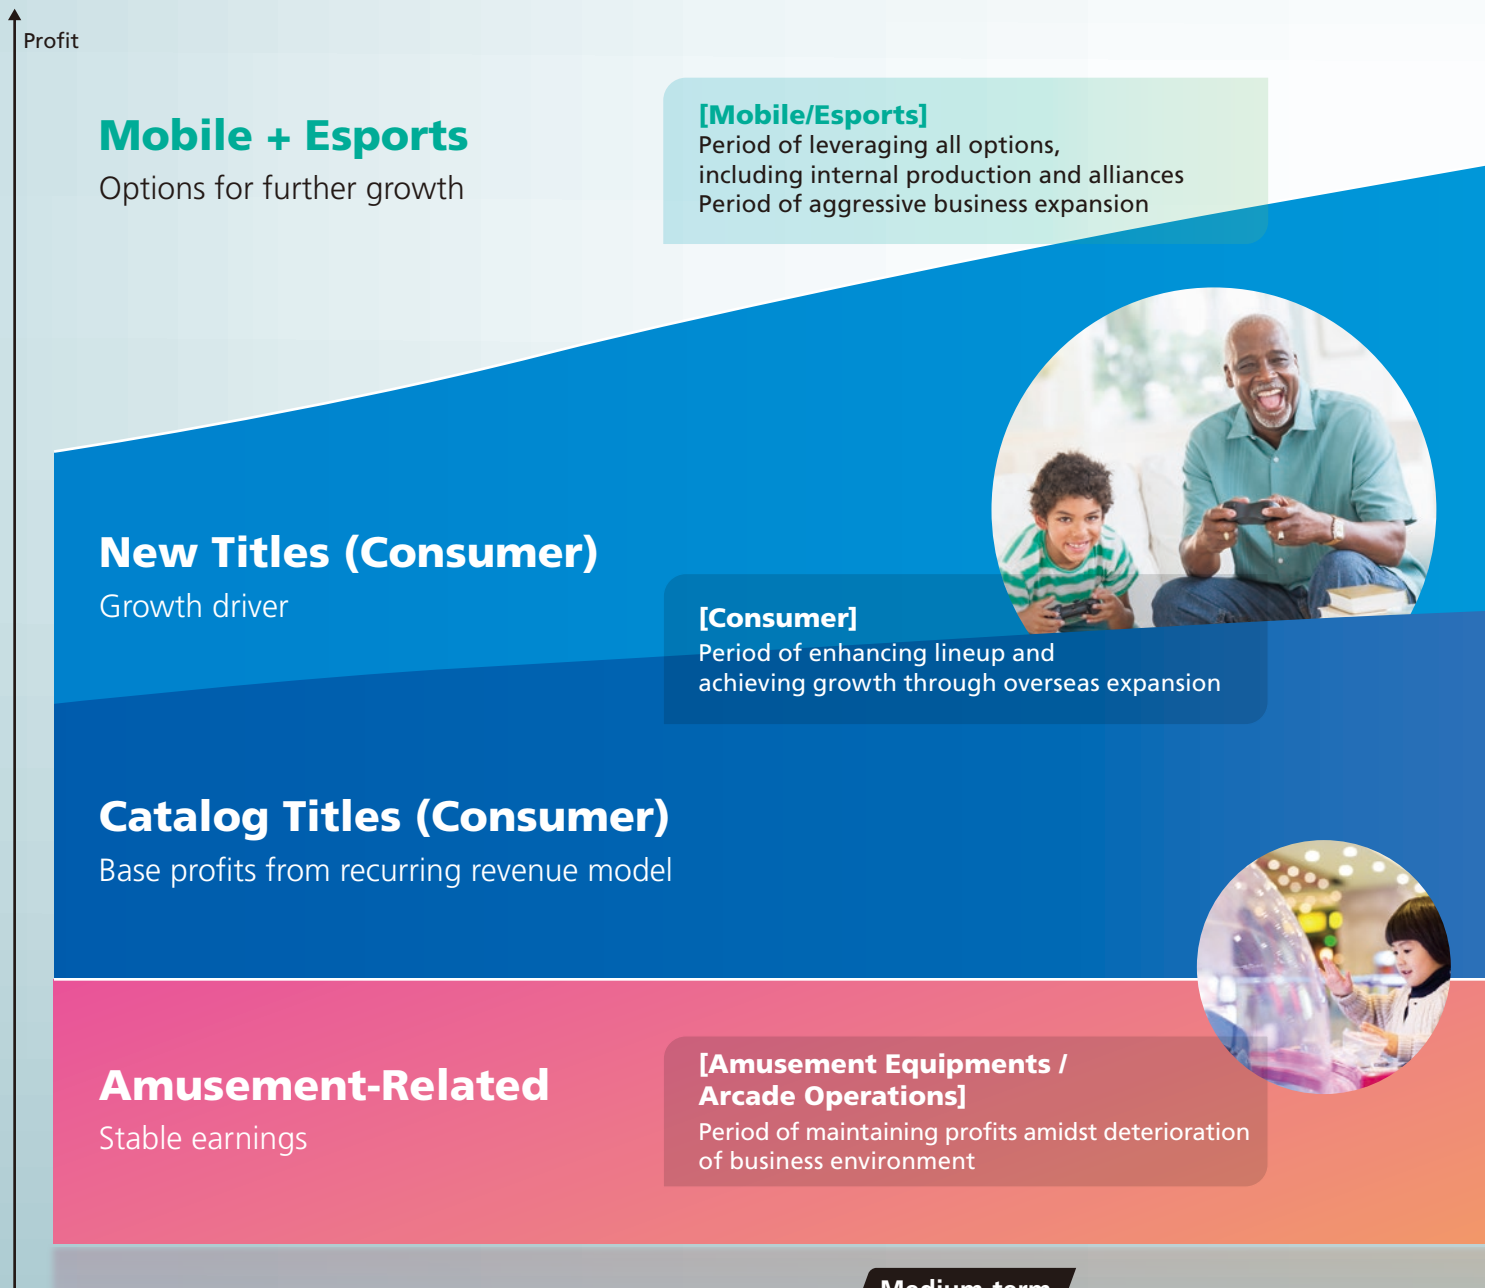 Profit
Mobile + Esports
Options for further growth
[Mobile/Esports]
Period of leveraging all options,
including internal production and alliances
Period of aggressive business expansion
New Titles (Consumer)
Growth driver
[Consumer]
Period of enhancing lineup and
achieving growth through overseas expansion
Catalog Titles (Consumer)
Base profits from recurring revenue model
Amusement-Related
Stable earnings
[Amusement Equipments /
Arcade Operations]
Period of maintaining profits amidst deterioration
of business environment
Medium-term